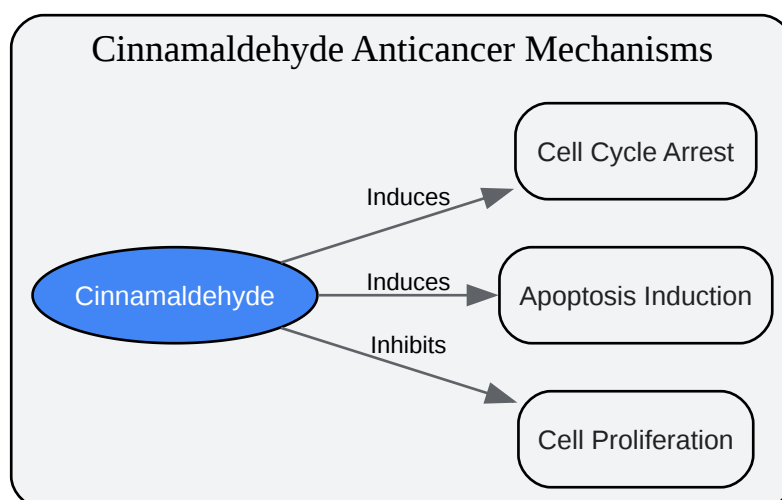 Cinnamaldehyde Anticancer Mechanisms
Cell Cycle Arrest
Induces
Cinnamaldehyde
Induces
Apoptosis Induction
Inhibits
Cell Proliferation